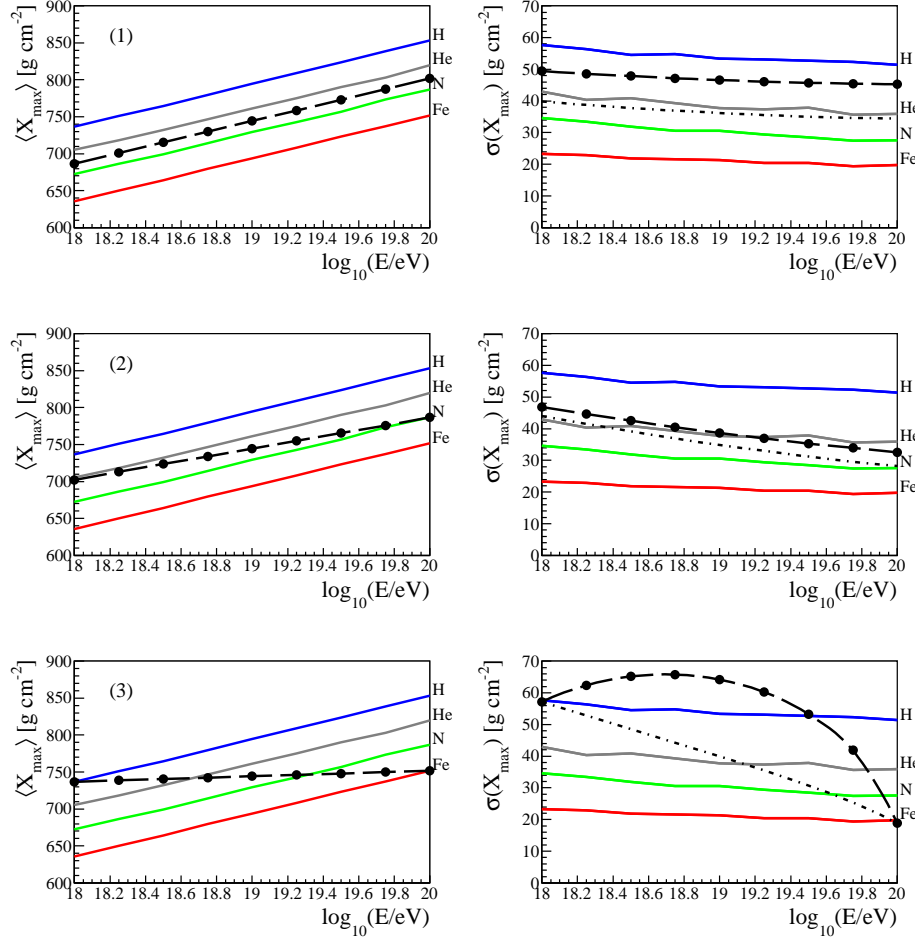 ⟨X_max⟩ [g cm⁻²]
900
850
800
750
700
650
600
(1)
H
He
N
Fe
18 18.2 18.4 18.6 18.8 19 19.2 19.4 19.6 19.8 20
log₁₀(E/eV)
σ(X_max) [g cm⁻²]
70
60
50
40
30
20
10
0
H
He
N
Fe
18 18.2 18.4 18.6 18.8 19 19.2 19.4 19.6 19.8 20
log₁₀(E/eV)
⟨X_max⟩ [g cm⁻²]
900
850
800
750
700
650
600
(2)
H
He
N
Fe
18 18.2 18.4 18.6 18.8 19 19.2 19.4 19.6 19.8 20
log₁₀(E/eV)
σ(X_max) [g cm⁻²]
70
60
50
40
30
20
10
0
H
He
N
Fe
18 18.2 18.4 18.6 18.8 19 19.2 19.4 19.6 19.8 20
log₁₀(E/eV)
⟨X_max⟩ [g cm⁻²]
900
850
800
750
700
650
600
(3)
H
He
N
Fe
18 18.2 18.4 18.6 18.8 19 19.2 19.4 19.6 19.8 20
log₁₀(E/eV)
σ(X_max) [g cm⁻²]
70
60
50
40
30
20
10
0
H
He
N
Fe
18 18.2 18.4 18.6 18.8 19 19.2 19.4 19.6 19.8 20
log₁₀(E/eV)